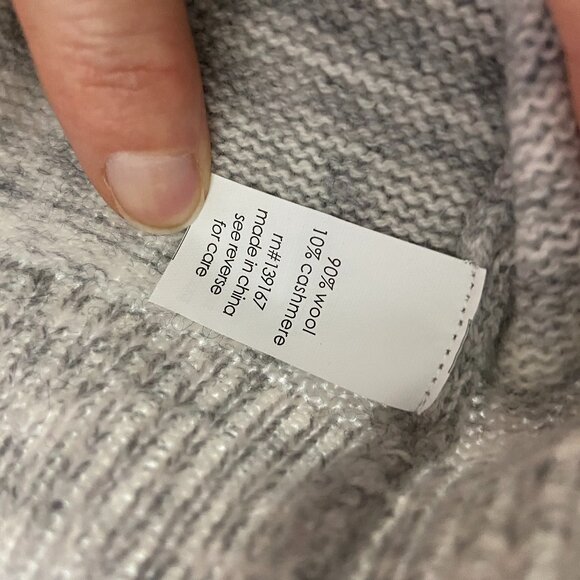 90% wool
10% cashmere
rn#139167
made in china
see reverse
for care